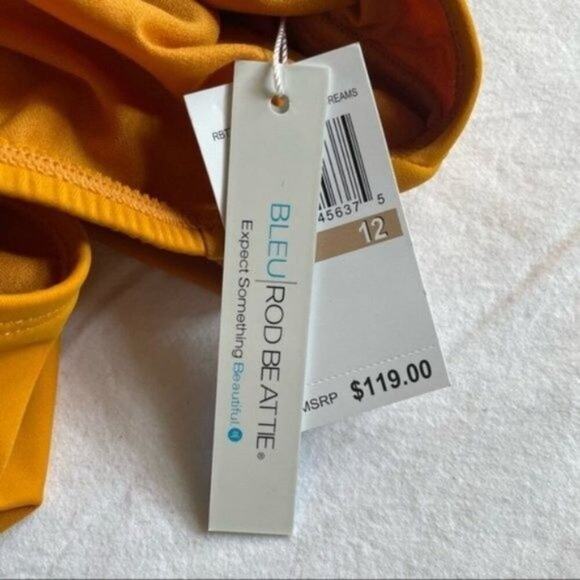 BLEU|ROD BEATTIE®
Expect Something Beautiful
RBT
REAMS
45637 5
12
MSRP $119.00